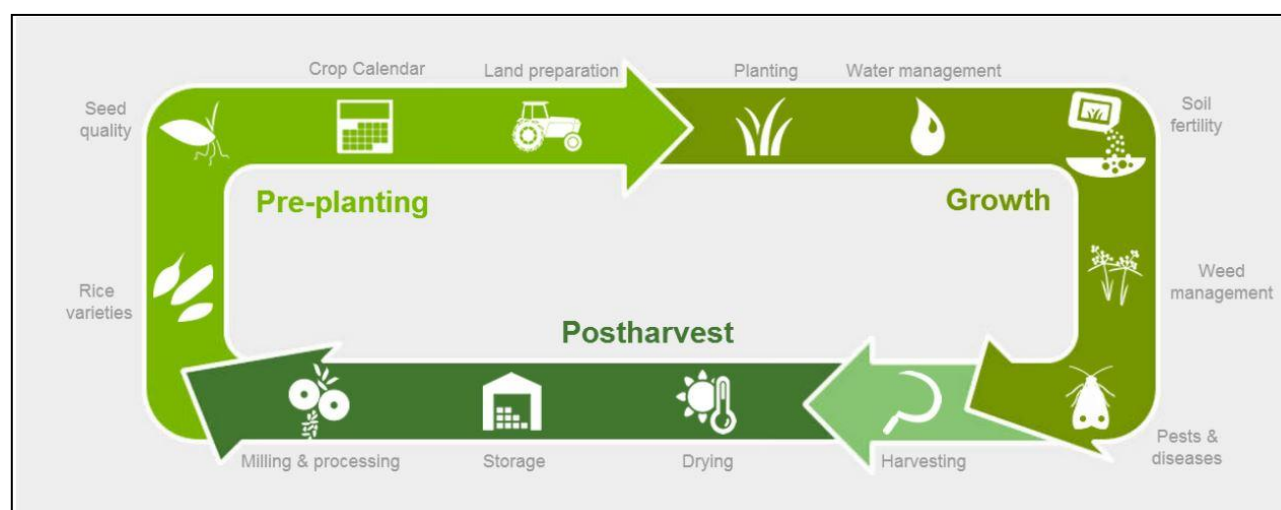 Crop Calendar
Land preparation
Planting
Water management
Seed
quality
Soil
fertility
Pre-planting
Growth
Rice
varieties
Weed
management
Postharvest
Milling & processing
Storage
Drying
Harvesting
Pests &
diseases